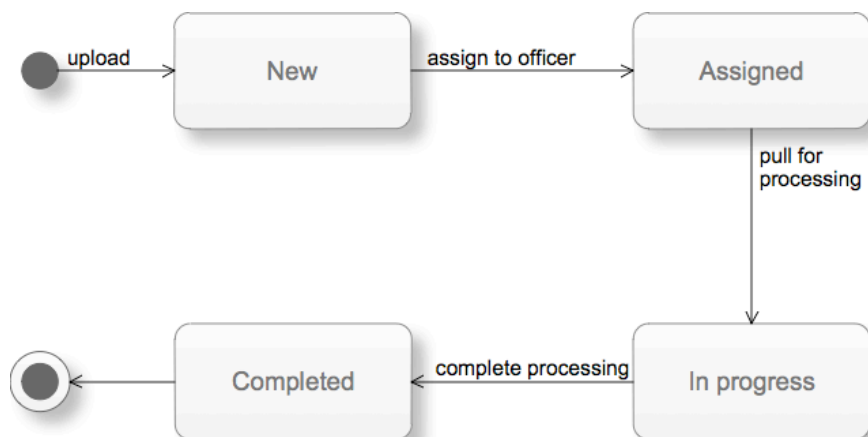 upload
New
assign to officer
Assigned
pull for
processing
Completed
complete processing
In progress